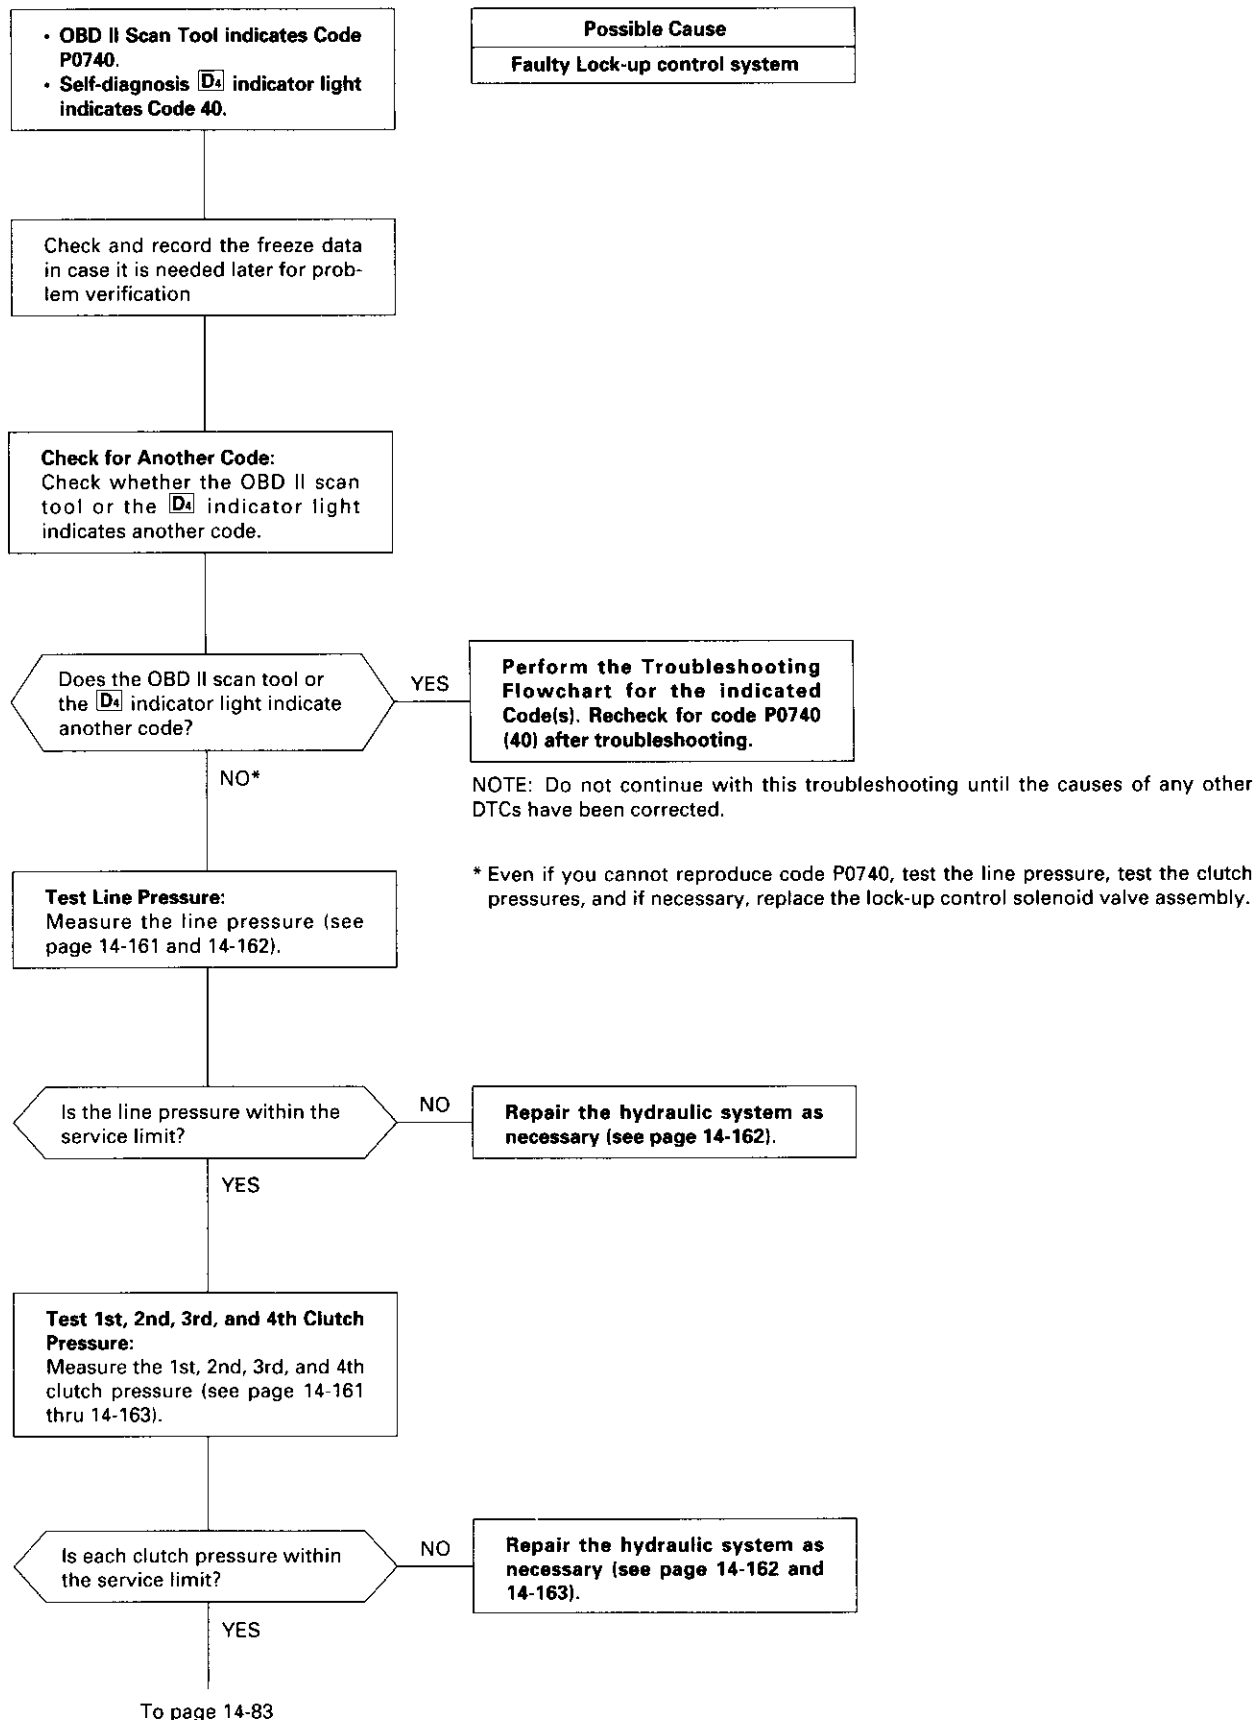 • OBD II Scan Tool indicates Code
P0740.
• Self-diagnosis D4 indicator light
indicates Code 40.
Possible Cause
Faulty Lock-up control system
Check and record the freeze data
in case it is needed later for prob-
lem verification
Check for Another Code:
Check whether the OBD II scan
tool or the D4 indicator light
indicates another code.
Does the OBD II scan tool or
the D4 indicator light indicate
another code?
YES
Perform the Troubleshooting
Flowchart for the indicated
Code(s). Recheck for code P0740
(40) after troubleshooting.
NO*
NOTE: Do not continue with this troubleshooting until the causes of any other
DTCs have been corrected.
* Even if you cannot reproduce code P0740, test the line pressure, test the clutch
pressures, and if necessary, replace the lock-up control solenoid valve assembly.
Test Line Pressure:
Measure the line pressure (see
page 14-161 and 14-162).
Is the line pressure within the
service limit?
NO
Repair the hydraulic system as
necessary (see page 14-162).
YES
Test 1st, 2nd, 3rd, and 4th Clutch
Pressure:
Measure the 1st, 2nd, 3rd, and 4th
clutch pressure (see page 14-161
thru 14-163).
Is each clutch pressure within
the service limit?
NO
Repair the hydraulic system as
necessary (see page 14-162 and
14-163).
YES
To page 14-83